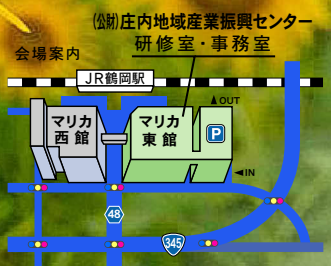 (公財)庄内地域産業振興センター
研修室・事務室
会場案内
JR鶴岡駅
OUT
マリカ
西館
マリカ
東館
P
IN
48
345